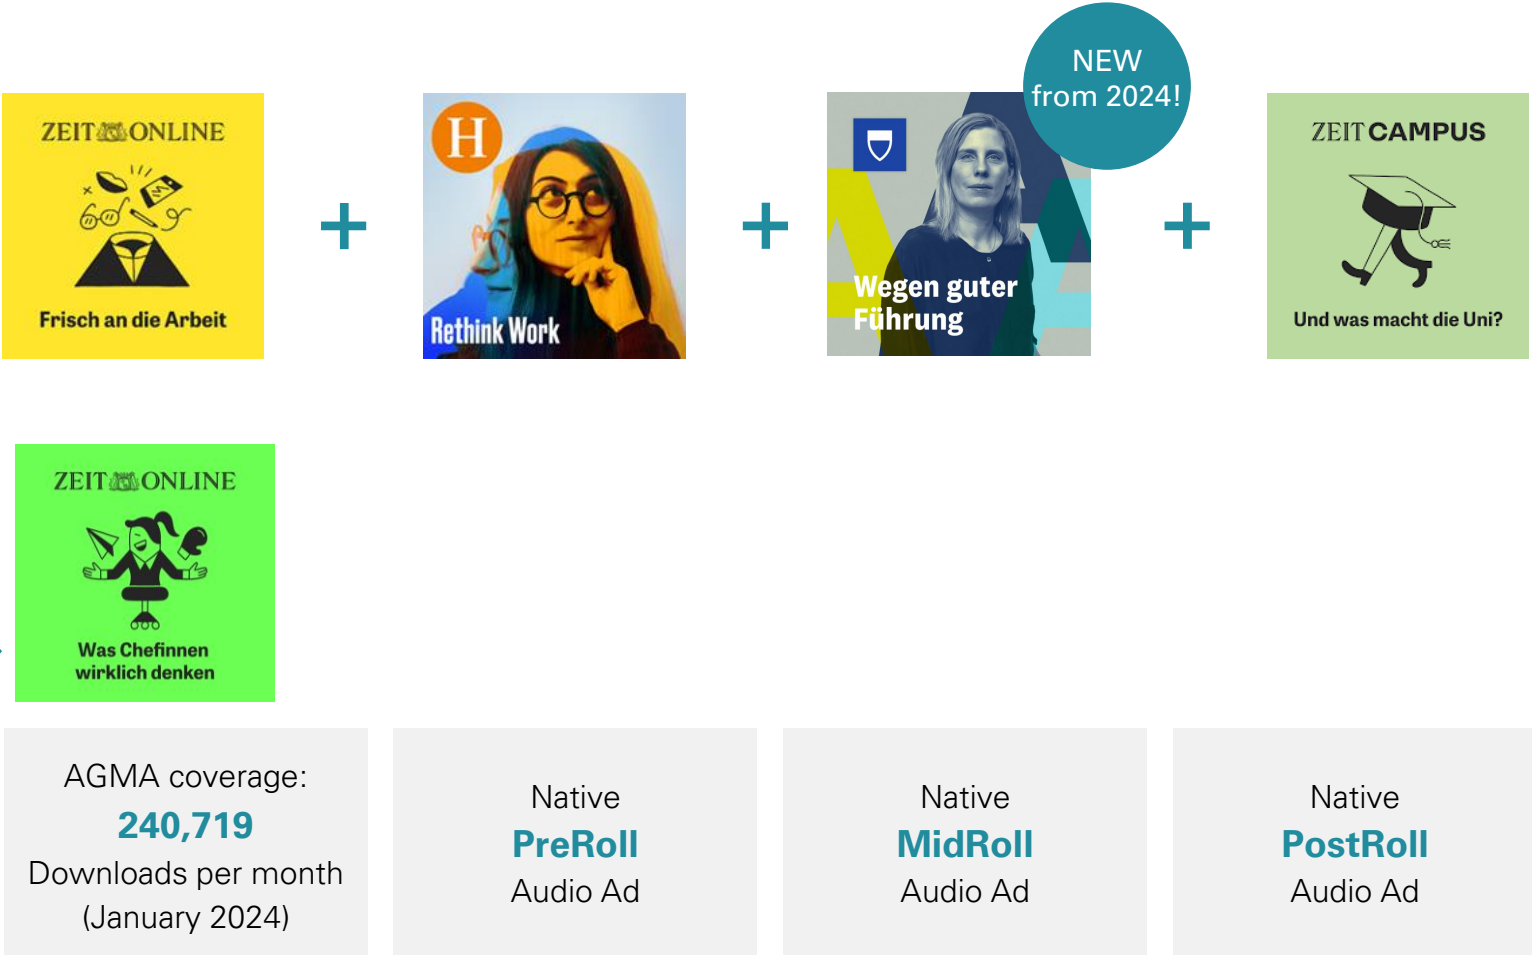 NEW
from 2024!
ZEIT ONLINE
Frisch an die Arbeit
H
Rethink Work
Wegen guter
Führung
ZEIT CAMPUS
Und was macht die Uni?
ZEIT ONLINE
Was Chefinnen
wirklich denken
AGMA coverage:
240,719
Downloads per month
(January 2024)
Native
PreRoll
Audio Ad
Native
MidRoll
Audio Ad
Native
PostRoll
Audio Ad